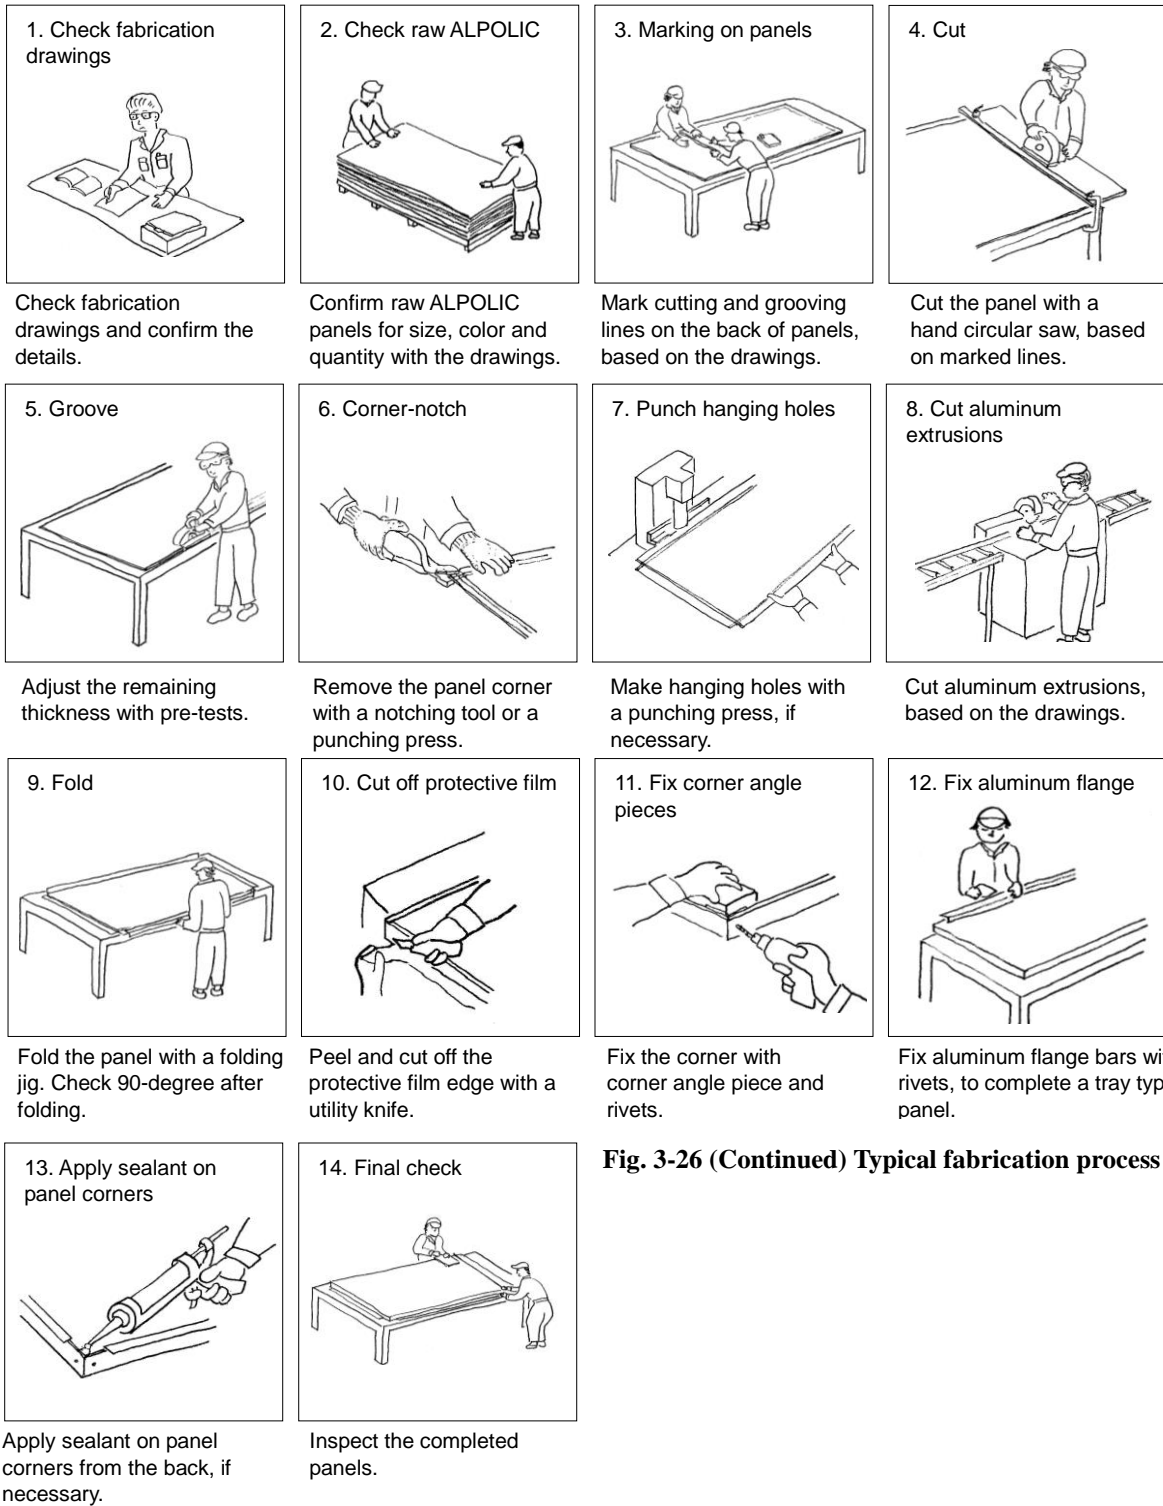 1. Check fabrication
drawings
Check fabrication
drawings and confirm the
details.
2. Check raw ALPOLIC
Confirm raw ALPOLIC
panels for size, color and
quantity with the drawings.
3. Marking on panels
Mark cutting and grooving
lines on the back of panels,
based on the drawings.
4. Cut
Cut the panel with a
hand circular saw, based
on marked lines.
5. Groove
Adjust the remaining
thickness with pre-tests.
6. Corner-notch
Remove the panel corner
with a notching tool or a
punching press.
7. Punch hanging holes
Make hanging holes with
a punching press, if
necessary.
8. Cut aluminum
extrusions
Cut aluminum extrusions,
based on the drawings.
9. Fold
Fold the panel with a folding
jig. Check 90-degree after
folding.
10. Cut off protective film
Peel and cut off the
protective film edge with a
utility knife.
11. Fix corner angle
pieces
Fix the corner with
corner angle piece and
rivets.
12. Fix aluminum flange
Fix aluminum flange bars
rivets, to complete a tray
panel.
13. Apply sealant on
panel corners
Apply sealant on panel
corners from the back, if
necessary.
14. Final check
Inspect the completed
panels.
Fig. 3-26 (Continued) Typical fabrication process